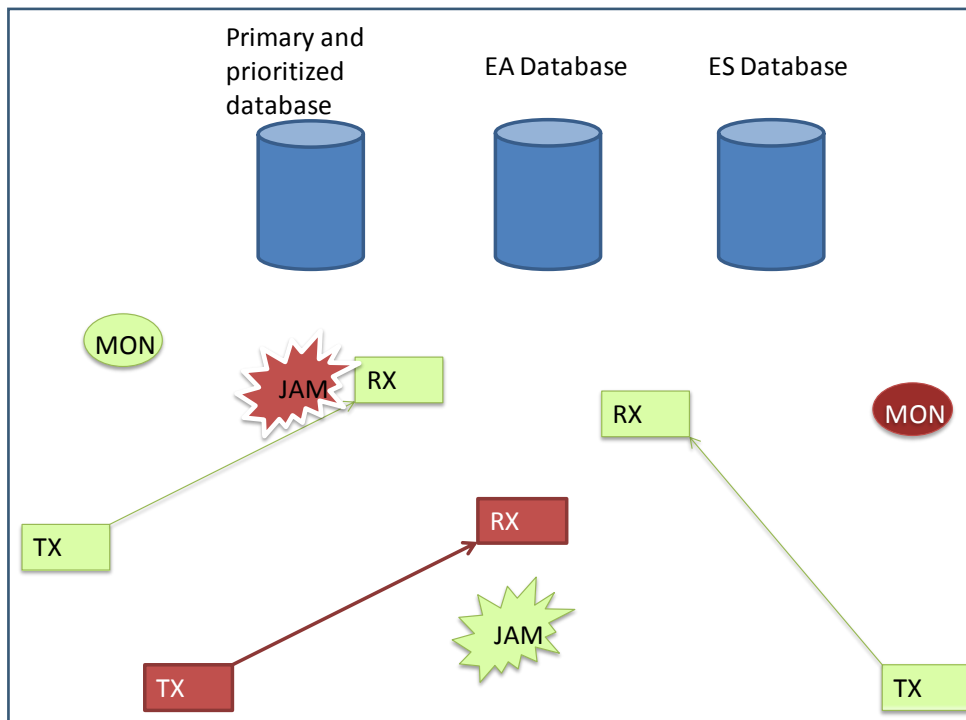 Primary and
prioritized
database
EA Database
ES Database
MON
JAM
RX
RX
MON
TX
RX
JAM
TX
TX